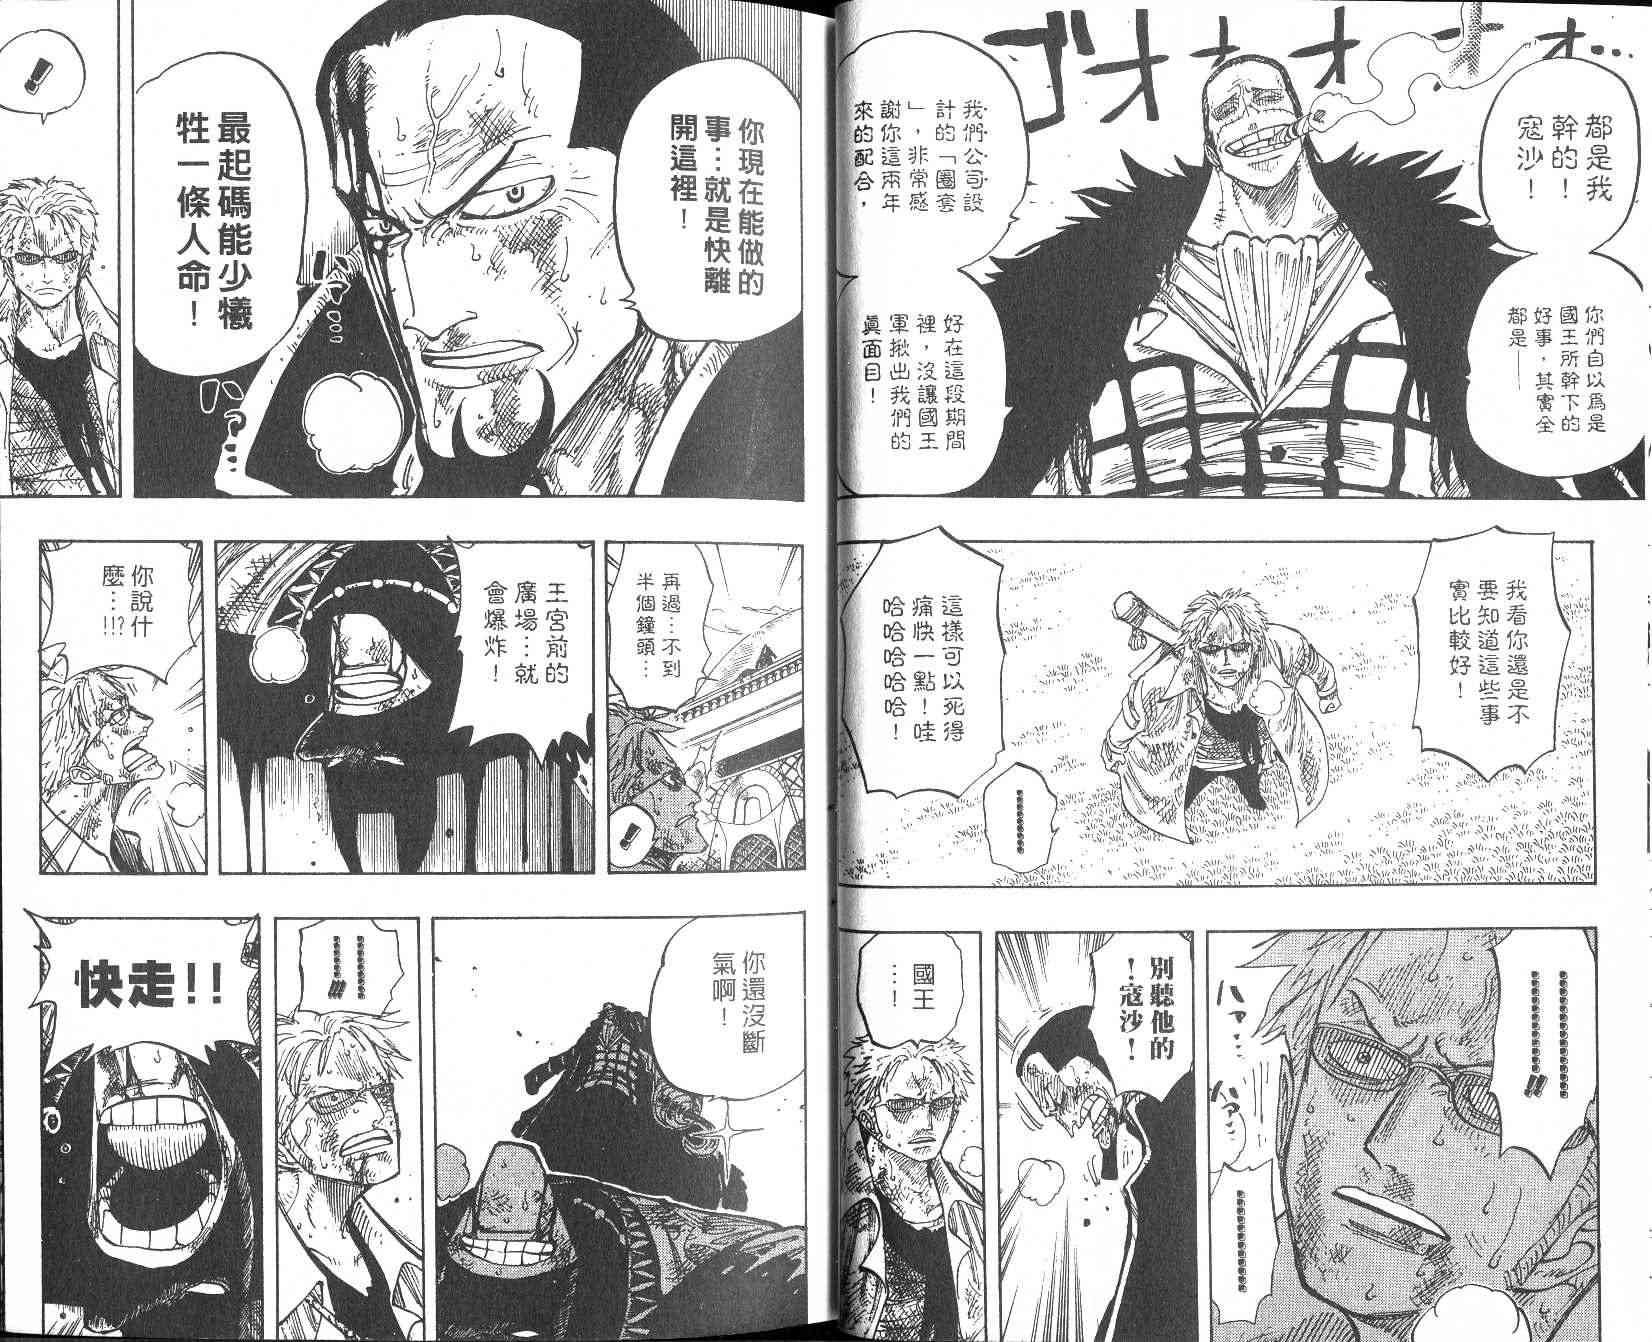 ゴオオオオ…
都是我
幹的！
寇沙！
你們自以為是
國王所幹下的
好事，其實全
都是——
我們公司設
計的「圈套
」，非常感
謝你這兩年
來的配合，
好在這段期間
裡，沒讓國王
軍揪出我們的
真面目！
我看你還是不
要知道這些事
實比較好！
這樣可以死得
痛快一點！哇
哈哈哈哈哈！
…………
…………!!
ハァ…
ハァ…
…………
別聽他的
！寇沙！
國王
…！
你現在能做的
事…就是快離
開這裡！
最起碼能少犧
牲一條人命！
！
再過…不到
半個鐘頭…
！
王宮前的
廣場…就
會爆炸！
你說什
麼…!!?
你還沒斷
氣啊！
…………!!!
快走!!